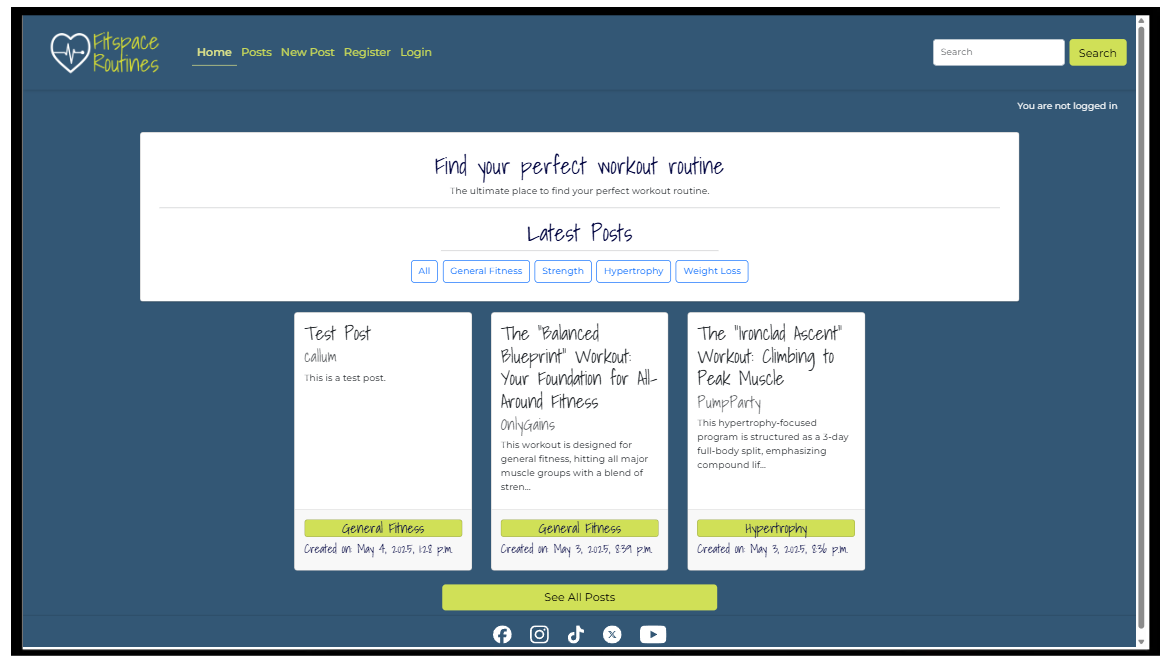 Fitspace
Routines
Home Posts New Post Register Login
Search
Search
You are not logged in
Find your perfect workout routine
The ultimate place to find your perfect workout routine.
Latest Posts
All General Fitness Strength Hypertrophy Weight Loss
Test Post
callum
This is a test post.
General Fitness
Created on: May 4, 2025, 1:28 p.m.
The "Balanced
Blueprint" Workout:
Your Foundation for All-
Around Fitness
OnlyGains
This workout is designed for
general fitness, hitting all major
muscle groups with a blend of
stren...
General Fitness
Created on: May 3, 2025, 8:39 p.m.
The "Ironclad Ascent"
Workout: Climbing to
Peak Muscle
PumpParty
This hypertrophy-focused
program is structured as a 3-day
full-body split, emphasizing
compound lif...
Hypertrophy
Created on: May 3, 2025, 8:36 p.m.
See All Posts